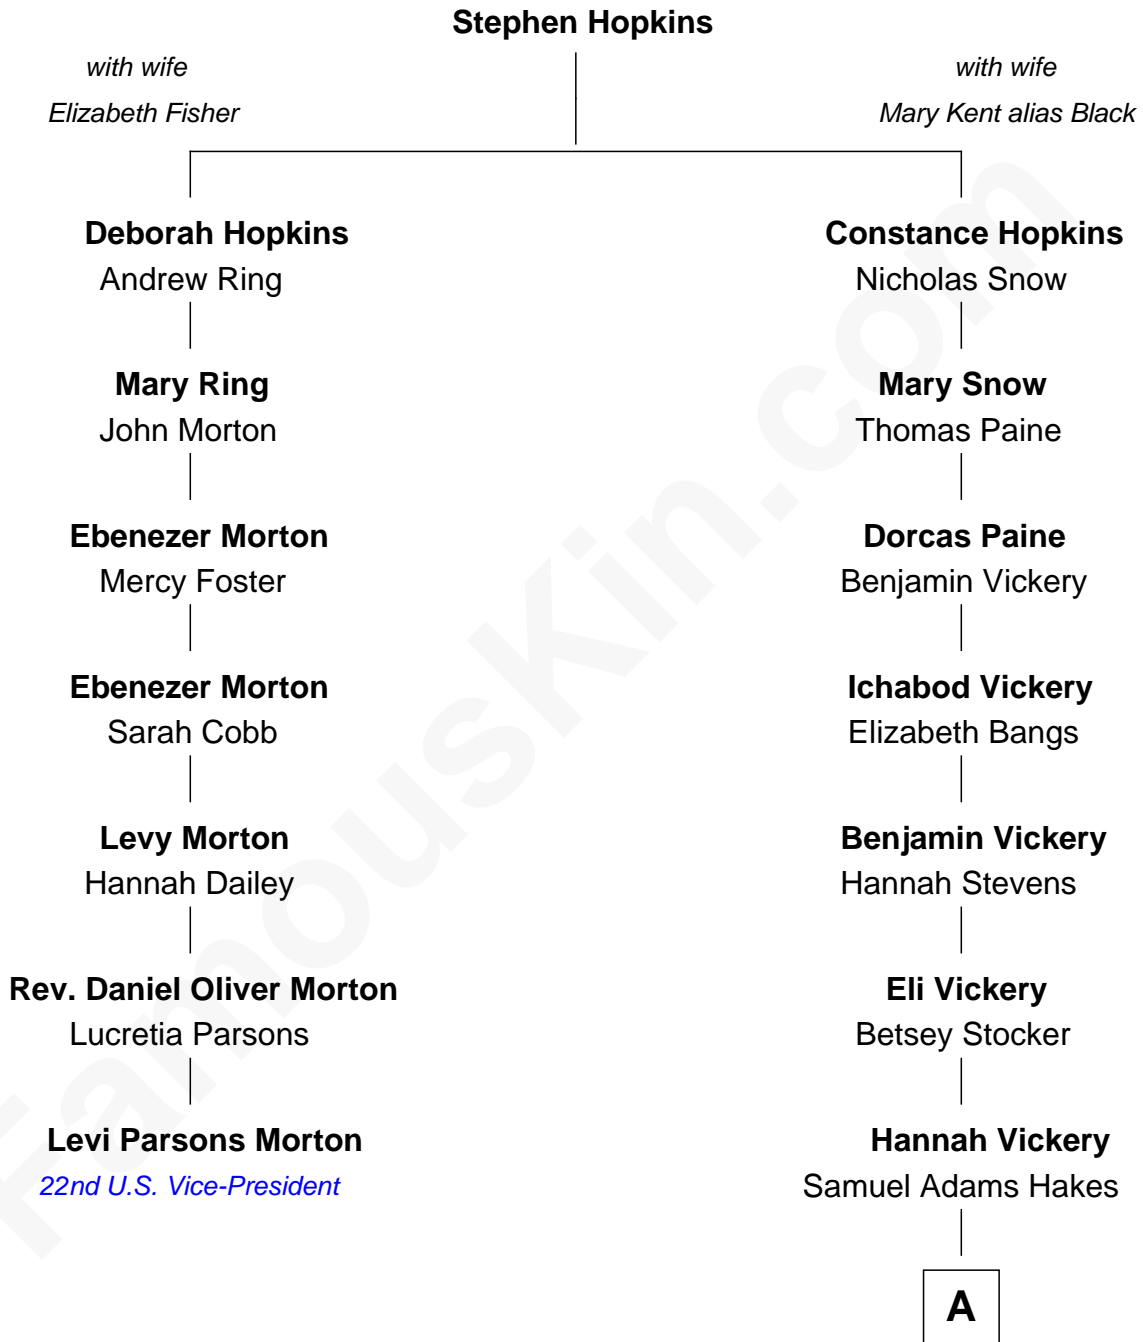 Stephen Hopkins
with wife
Elizabeth Fisher
with wife
Mary Kent alias Black
Deborah Hopkins
Andrew Ring
Constance Hopkins
Nicholas Snow
Mary Ring
John Morton
Mary Snow
Thomas Paine
Ebenezer Morton
Mercy Foster
Dorcas Paine
Benjamin Vickery
Ebenezer Morton
Sarah Cobb
Ichabod Vickery
Elizabeth Bangs
Levy Morton
Hannah Dailey
Benjamin Vickery
Hannah Stevens
Rev. Daniel Oliver Morton
Lucretia Parsons
Eli Vickery
Betsey Stocker
Levi Parsons Morton
22nd U.S. Vice-President
Hannah Vickery
Samuel Adams Hakes
A
FamousKin.com